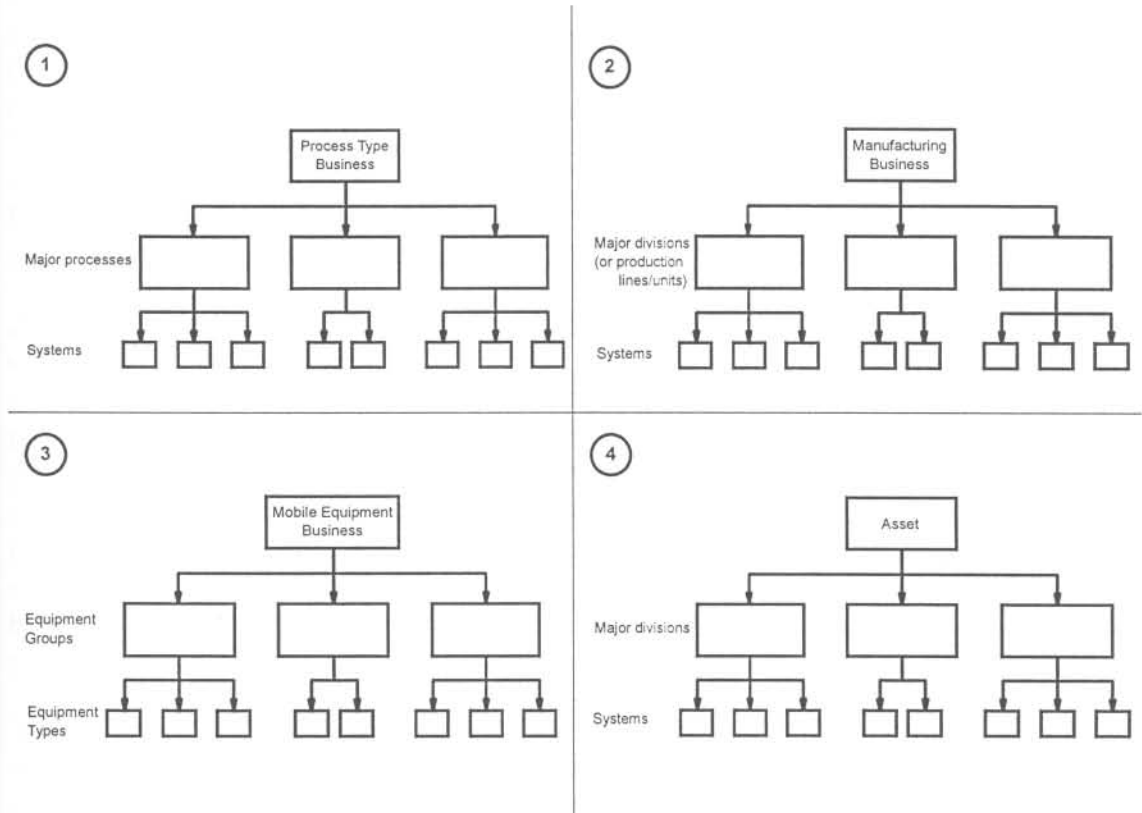 1
Process Type
Business
Major processes
Systems
2
Manufacturing
Business
Major divisions
(or production
lines/units)
Systems
3
Mobile Equipment
Business
Equipment
Groups
Equipment
Types
4
Asset
Major divisions
Systems